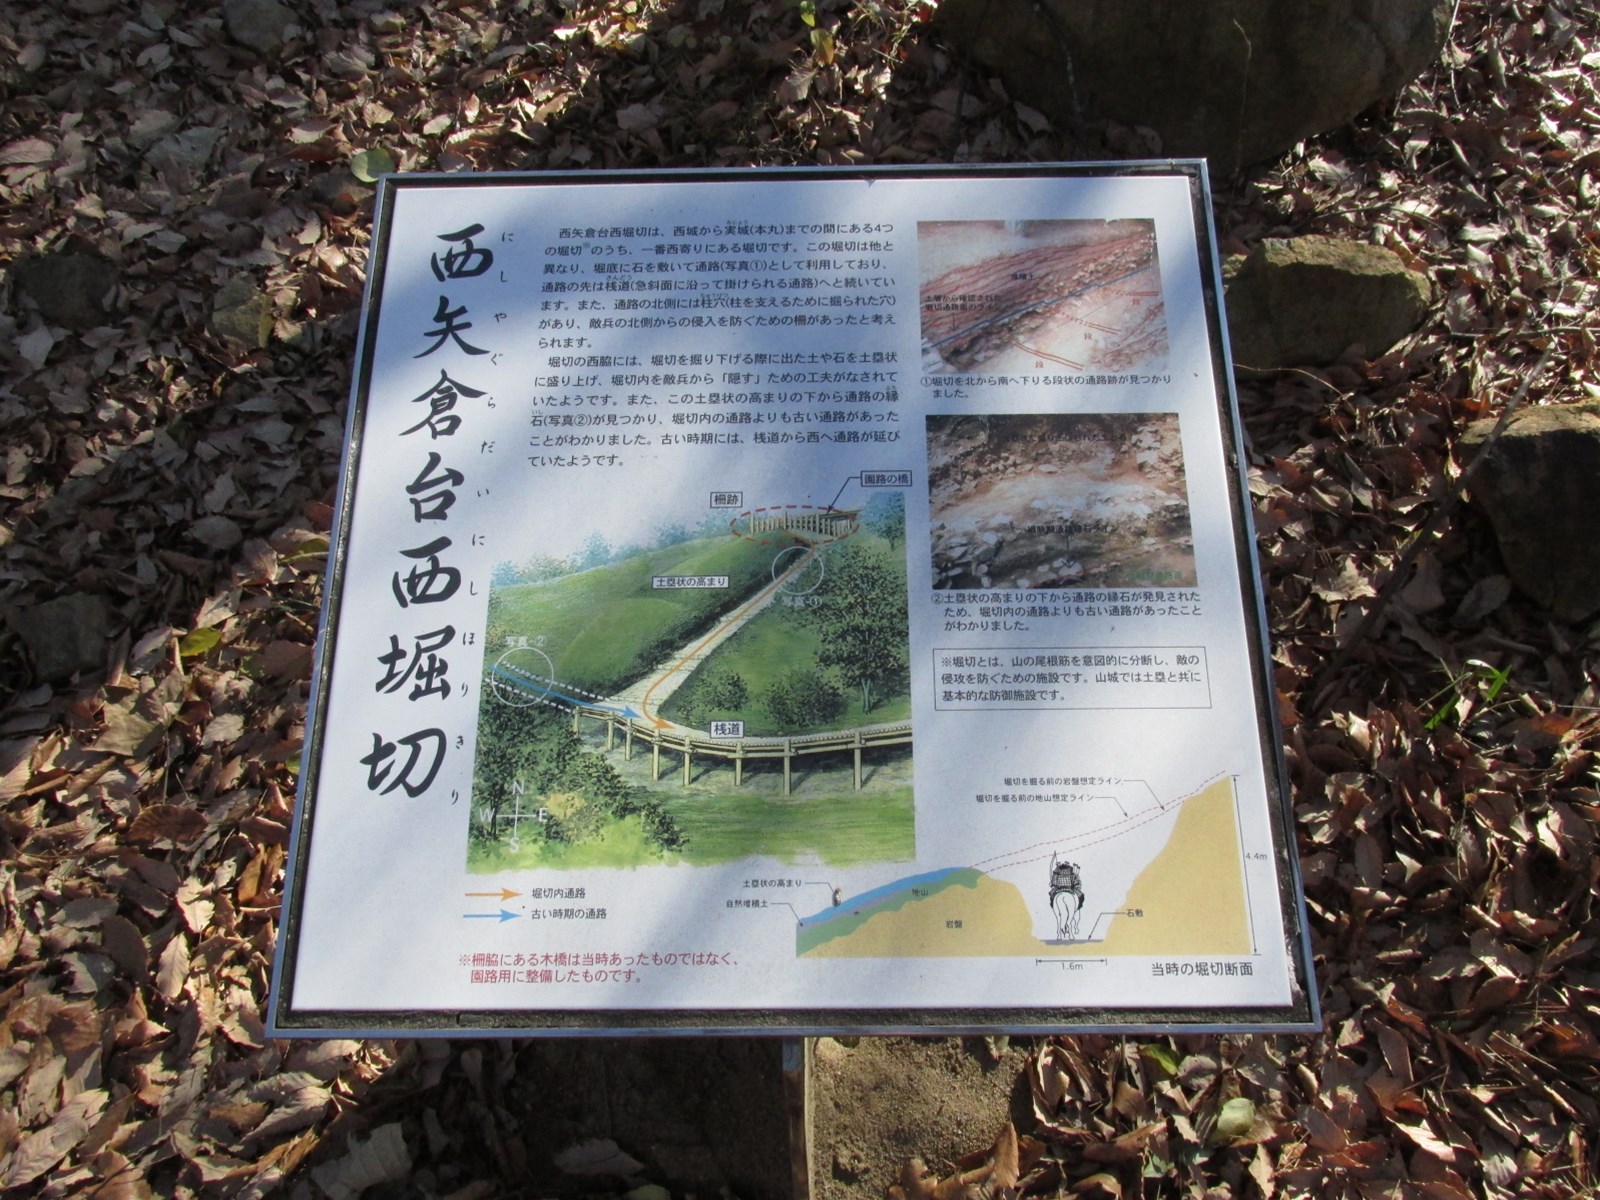 西矢倉台西堀切
にしやぐらだいにしほりきり
西矢倉台西堀切は、西城から実城(本丸)までの間にある4つ
の堀切※のうち、一番西寄りにある堀切です。この堀切は他と
異なり、堀底に石を敷いて通路(写真①)として利用しており、
通路の先は桟道(急斜面に沿って掛けられる通路)へと続いてい
ます。また、通路の北側には柱穴(柱を支えるために掘られた穴)
があり、敵兵の北側からの侵入を防ぐための柵があったと考え
られます。
堀切の西脇には、堀切を掘り下げる際に出た土や石を土塁状
に盛り上げ、堀切内を敵兵から「隠す」ための工夫がなされて
いたようです。また、この土塁状の高まりの下から通路の縁
石(写真②)が見つかり、堀切内の通路よりも古い通路があった
ことがわかりました。古い時期には、桟道から西へ通路が延び
ていたようです。
柵跡
園路の橋
土塁状の高まり
写真-①
写真-②
桟道
N
W E
S
堀切内通路
古い時期の通路
※柵脇にある木橋は当時あったものではなく、
園路用に整備したものです。
堆積土
土層から確認された
段
段
段
①堀切を北から南へ下りる段状の通路跡が見つかり
ました。
②土塁状の高まりの下から通路の縁石が発見された
ため、堀切内の通路よりも古い通路があったこと
がわかりました。
※堀切とは、山の尾根筋を意図的に分断し、敵の
侵攻を防ぐための施設です。山城では土塁と共に
基本的な防御施設です。
堀切を掘る前の岩盤想定ライン
堀切を掘る前の地山想定ライン
土塁状の高まり
自然堆積土
地山
岩盤
石敷
4.4m
1.6m
当時の堀切断面